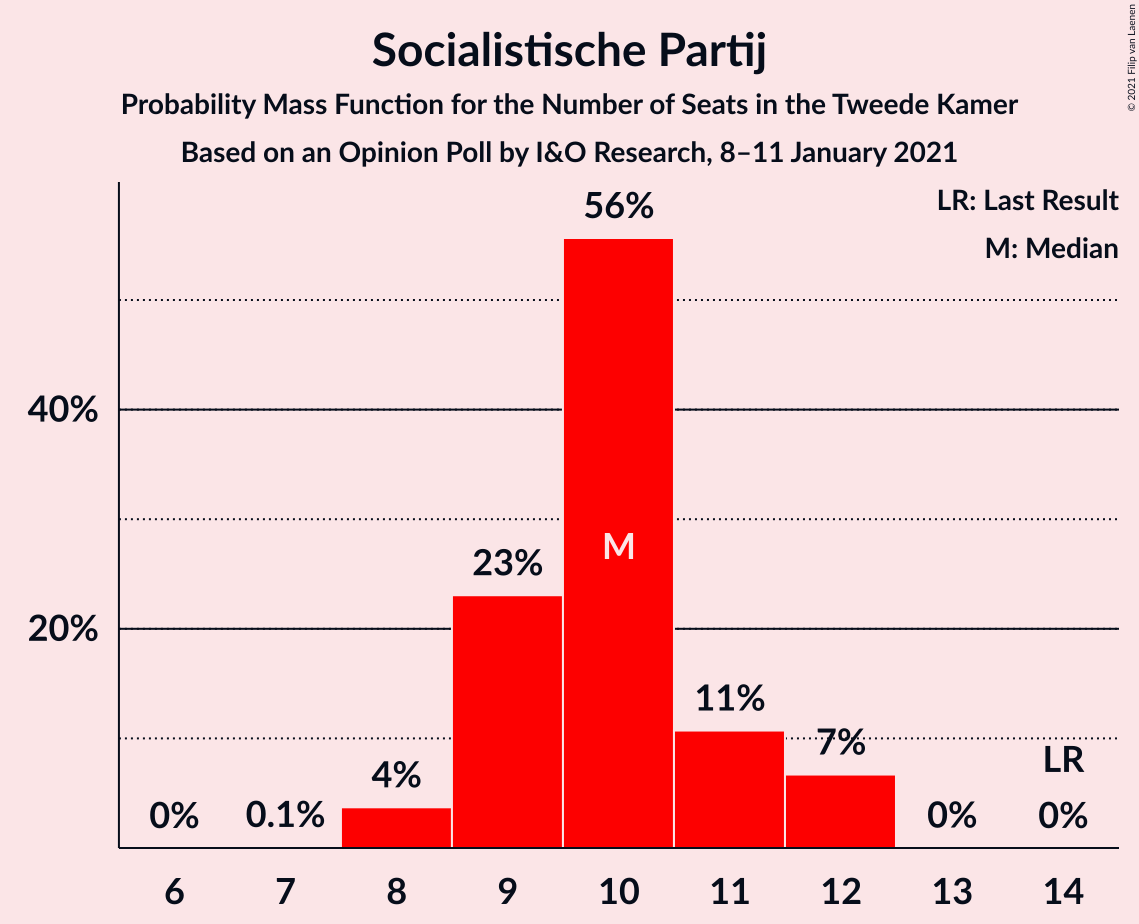 Socialistische Partij
Probability Mass Function for the Number of Seats in the Tweede Kamer
Based on an Opinion Poll by I&O Research, 8–11 January 2021
© 2021 Filip van Laenen
LR: Last Result
M: Median
56%
40%
M
23%
20%
11%
7%
LR
4%
0% 0.1% 0% 0%
6 7 8 9 10 11 12 13 14